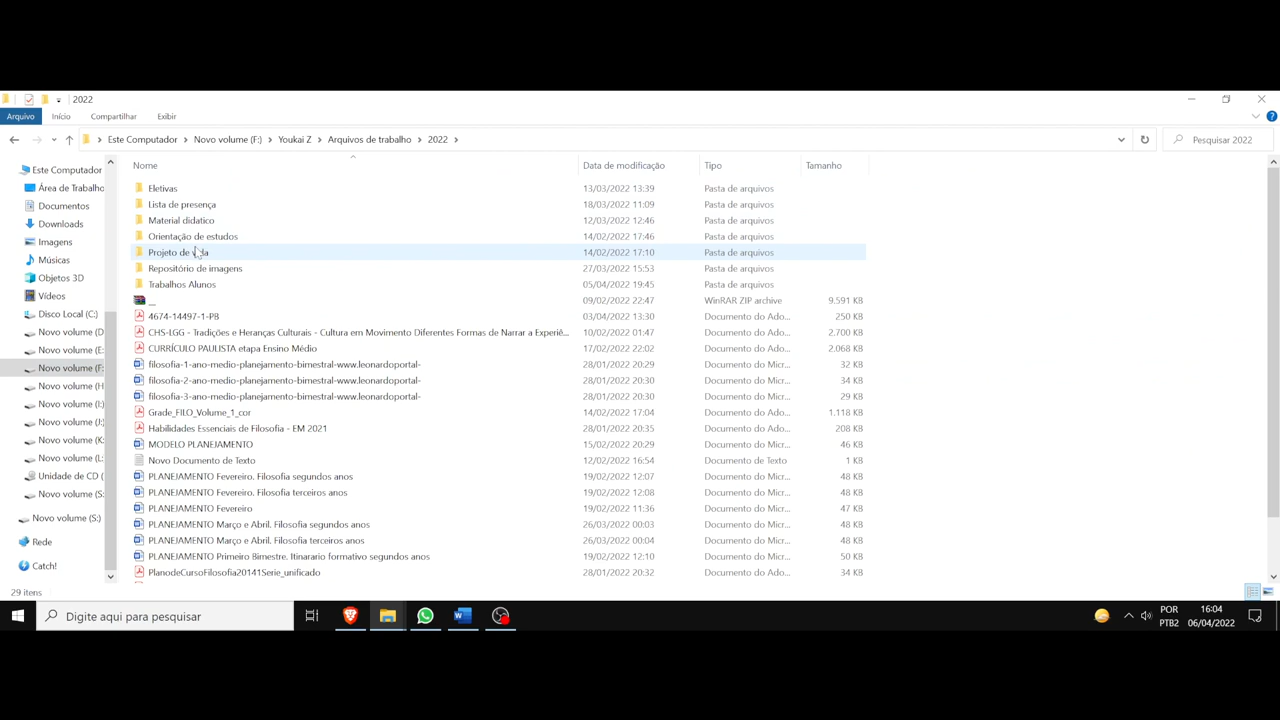 2022
Arquivo Início Compartilhar Exibir
Este Computador Novo volume (F:) Youkai Z Arquivos de trabalho 2022 Pesquisar 2022
Nome Data de modificação Tipo Tamanho
Este Computador
Área de Trabalho
Documentos
Downloads
Imagens
Músicas
Objetos 3D
Vídeos
Disco Local (C:)
Novo volume (D
Novo volume (E:
Novo volume (F:
Novo volume (H
Novo volume (I:)
Novo volume (J:)
Novo volume (K:
Novo volume (L:
Unidade de CD (
Novo volume (S:
Novo volume (S:)
Rede
Catch!
Eletivas 13/03/2022 13:39 Pasta de arquivos
Lista de presença 18/03/2022 11:09 Pasta de arquivos
Material didatico 12/03/2022 12:46 Pasta de arquivos
Orientação de estudos 14/02/2022 17:46 Pasta de arquivos
Projeto de vida 14/02/2022 17:10 Pasta de arquivos
Repositório de imagens 27/03/2022 15:53 Pasta de arquivos
Trabalhos Alunos 05/04/2022 19:45 Pasta de arquivos
__ 09/02/2022 22:47 WinRAR ZIP archive 9.591 KB
4674-14497-1-PB 03/04/2022 13:30 Documento do Ado... 250 KB
CHS-LGG - Tradições e Heranças Culturais - Cultura em Movimento Diferentes Formas de Narrar a Experiê... 10/02/2022 01:47 Documento do Ado... 2.700 KB
CURRÍCULO PAULISTA etapa Ensino Médio 17/02/2022 22:02 Documento do Ado... 2.068 KB
filosofia-1-ano-medio-planejamento-bimestral-www.leonardoportal- 28/01/2022 20:29 Documento do Micr... 32 KB
filosofia-2-ano-medio-planejamento-bimestral-www.leonardoportal- 28/01/2022 20:30 Documento do Micr... 34 KB
filosofia-3-ano-medio-planejamento-bimestral-www.leonardoportal- 28/01/2022 20:30 Documento do Micr... 29 KB
Grade_FILO_Volume_1_cor 14/02/2022 17:04 Documento do Ado... 1.118 KB
Habilidades Essenciais de Filosofia - EM 2021 28/01/2022 20:35 Documento do Ado... 208 KB
MODELO PLANEJAMENTO 15/02/2022 20:29 Documento do Micr... 46 KB
Novo Documento de Texto 12/02/2022 16:54 Documento de Texto 1 KB
PLANEJAMENTO Fevereiro. Filosofia segundos anos 19/02/2022 12:07 Documento do Micr... 48 KB
PLANEJAMENTO Fevereiro. Filosofia terceiros anos 19/02/2022 12:08 Documento do Micr... 48 KB
PLANEJAMENTO Fevereiro 19/02/2022 11:36 Documento do Micr... 47 KB
PLANEJAMENTO Março e Abril. Filosofia segundos anos 26/03/2022 00:03 Documento do Micr... 48 KB
PLANEJAMENTO Março e Abril. Filosofia terceiros anos 26/03/2022 00:04 Documento do Micr... 48 KB
PLANEJAMENTO Primeiro Bimestre. Itinarario formativo segundos anos 19/02/2022 12:10 Documento do Micr... 50 KB
PlanodeCursoFilosofia20141Serie_unificado 28/01/2022 20:32 Documento do Ado... 34 KB
29 itens
Digite aqui para pesquisar
POR 16:04
PTB2 06/04/2022